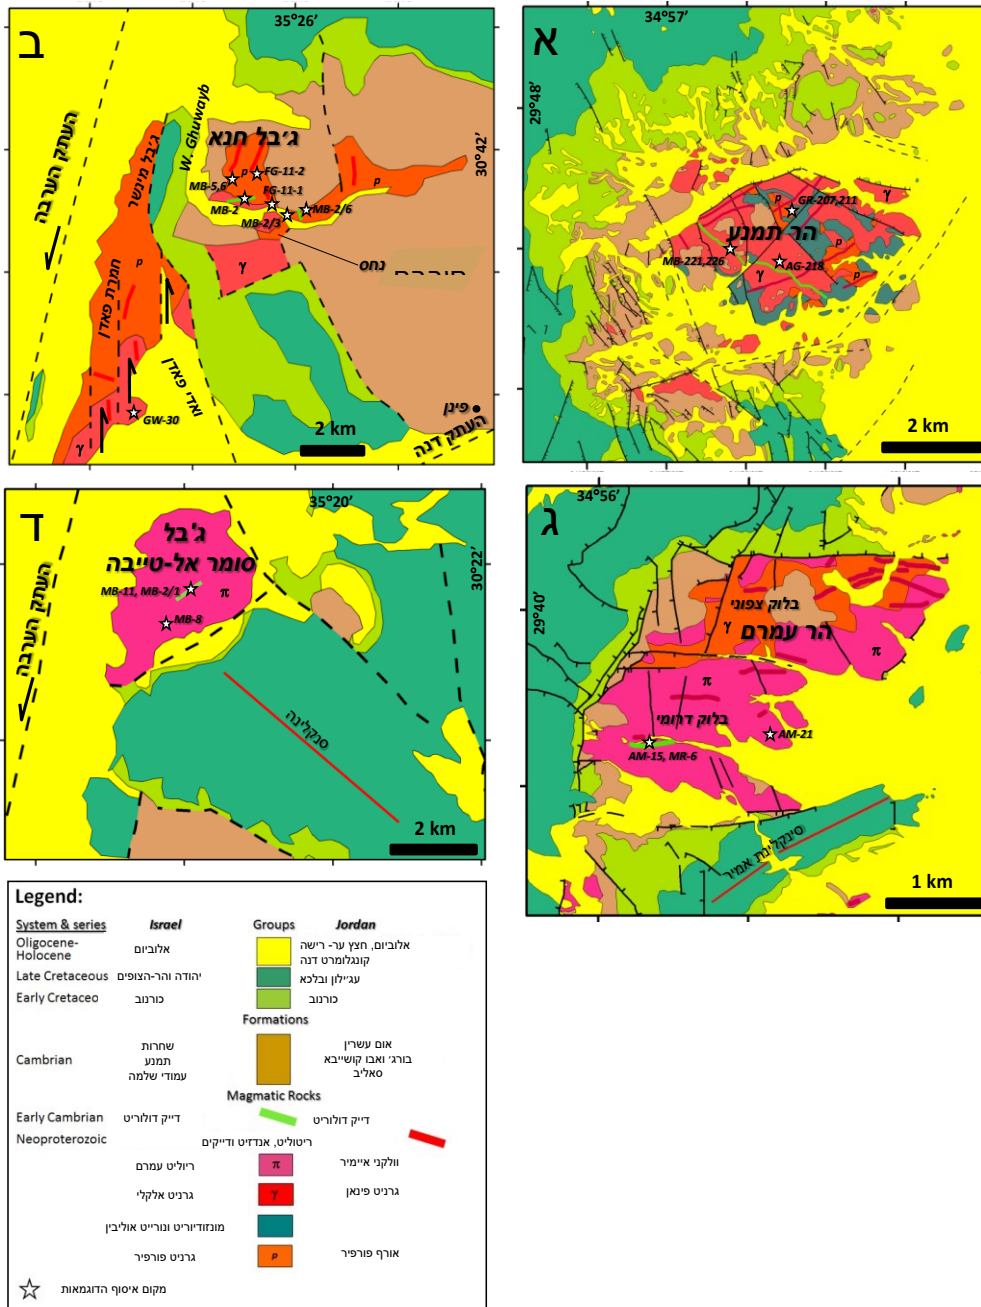 ב
35°26'
30°42'
העתק הערבה
ג'בל מינשר
W. Ghuwayb
ג'בל חנא
p
FG-11-2
MB-5,6
FG-11-1
MB-2
MB-2/6
MB-2/3
p
נחס
γ
p
חמרת פאדן
ואדי פאדן
GW-30
γ
פינן
העתק דנה
2 km
א
34°57'
29°48'
γ
GR-207,211
p
הר תמנע
p
MB-221,226
AG-218
γ
p
2 km
ד
35°20'
30°22'
העתק הערבה
ג'בל
סומר אל-טייבה
MB-11, MB-2/1
π
MB-8
סנקלינה
2 km
ג
34°56'
29°40'
בלוק צפוני
γ
הר עמרם
π
π
בלוק דרומי
AM-21
AM-15, MR-6
סינקלינת אמיר
1 km
Legend:
System & series Israel Groups Jordan
Oligocene-
Holocene אלוביום אלוביום, חצץ ער- רישה
קונגלומרט דנה
Late Cretaceous יהודה והר-הצופים עג'ילון ובלכא
Early Cretaceo כורנוב כורנוב
Formations
שחרות אום עשרין
Cambrian תמנע בורג' ואבו קושייבא
עמודי שלמה סאליב
Magmatic Rocks
Early Cambrian דייק דולוריט דייק דולוריט
Neoproterozoic ריטוליט, אנדזיט ודייקים
ריוליט עמרם π וולקני איימיר
גרניט אלקלי γ גרניט פינאן
מונזודיוריט ונורייט אוליבין
גרניט פורפיר p אורף פורפיר
מקום איסוף הדוגמאות